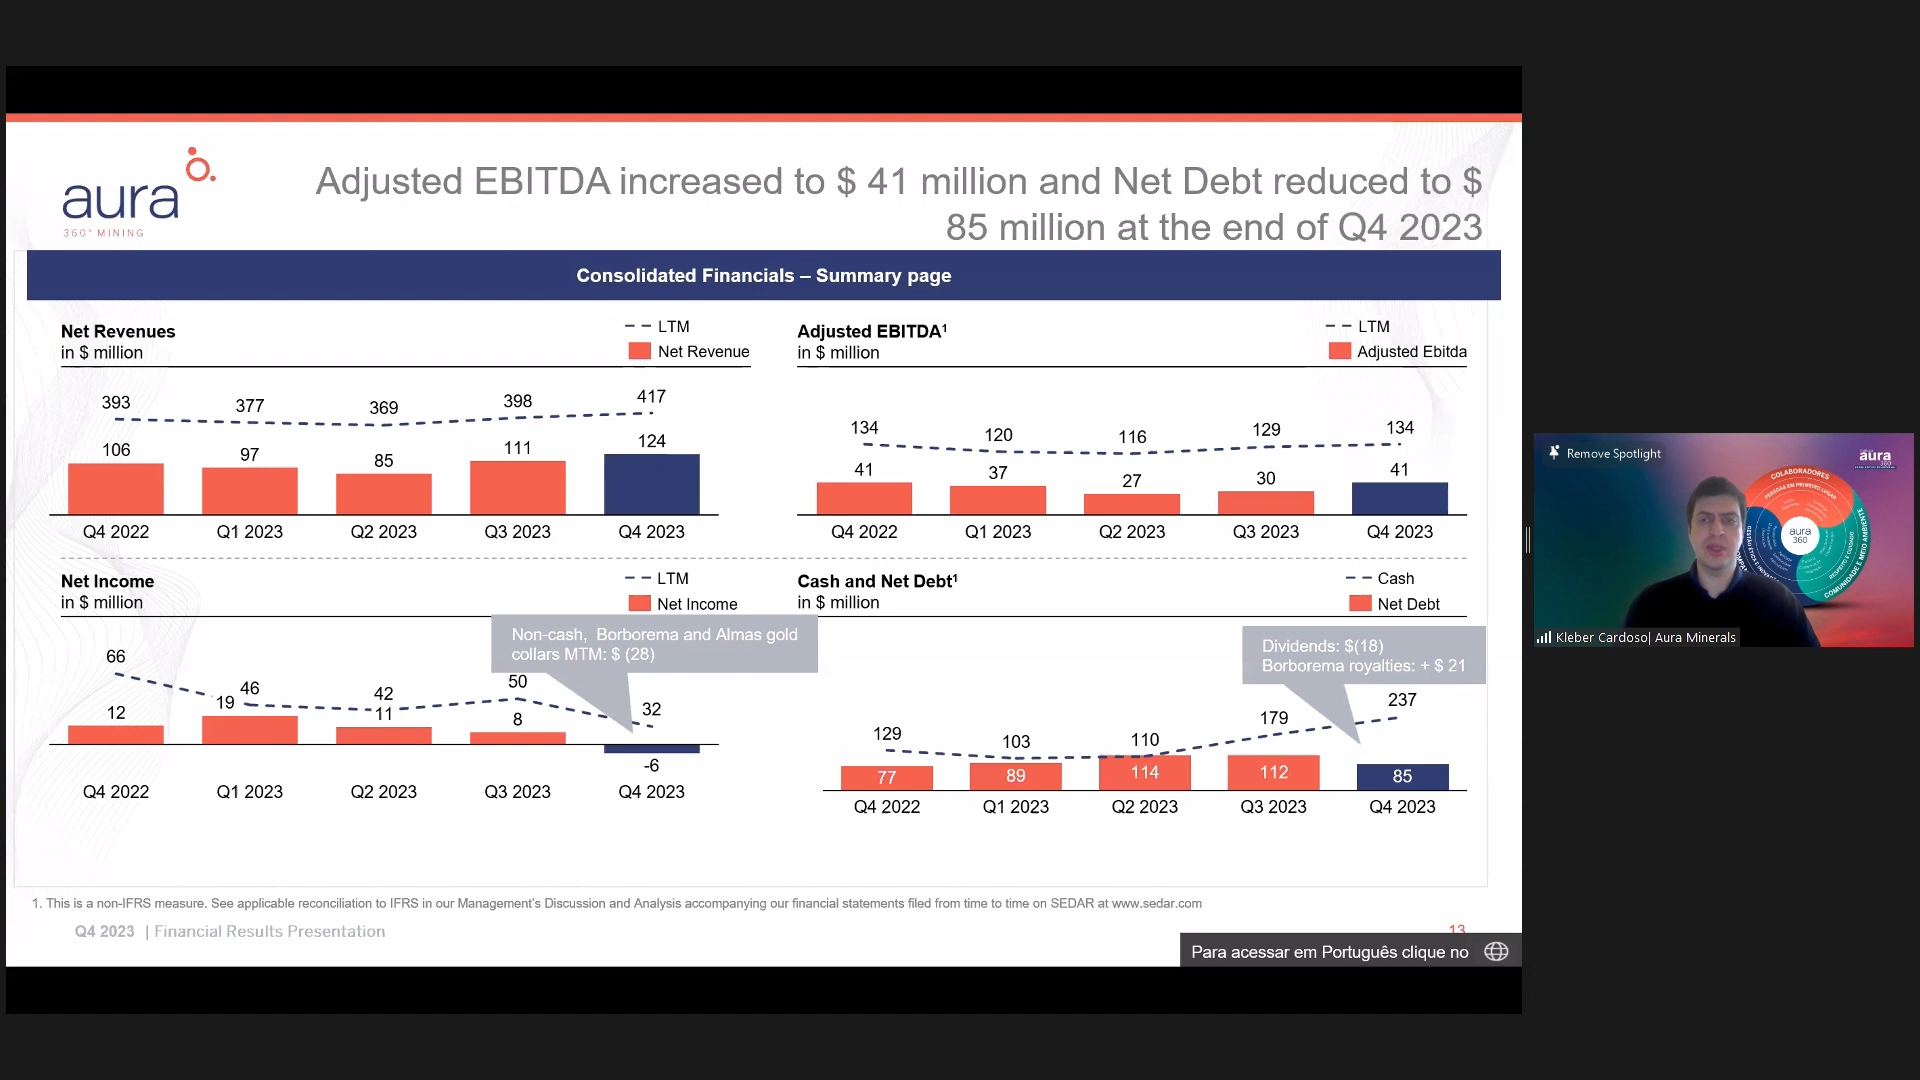 aura
360° MINING
Adjusted EBITDA increased to $ 41 million and Net Debt reduced to $
85 million at the end of Q4 2023
Consolidated Financials – Summary page
Net Revenues
in $ million
LTM
Net Revenue
393 377 369 398 417
106 97 85 111 124
Q4 2022 Q1 2023 Q2 2023 Q3 2023 Q4 2023
Adjusted EBITDA¹
in $ million
LTM
Adjusted Ebitda
134 120 116 129 134
41 37 27 30 41
Q4 2022 Q1 2023 Q2 2023 Q3 2023 Q4 2023
Net Income
in $ million
LTM
Net Income
Non-cash, Borborema and Almas gold
collars MTM: $ (28)
66 46 42 50 32
12 19 11 8 -6
Q4 2022 Q1 2023 Q2 2023 Q3 2023 Q4 2023
Cash and Net Debt¹
in $ million
Cash
Net Debt
Dividends: $(18)
Borborema royalties: + $ 21
129 103 110 179 237
77 89 114 112 85
Q4 2022 Q1 2023 Q2 2023 Q3 2023 Q4 2023
1. This is a non-IFRS measure. See applicable reconciliation to IFRS in our Management's Discussion and Analysis accompanying our financial statements filed from time to time on SEDAR at www.sedar.com
Q4 2023 | Financial Results Presentation
13
Para acessar em Português clique no
Remove Spotlight
aura
360
COLABORADORES
PESSOAS EM PRIMEIRO LUGAR
aura
360
RESPEITO E CUIDADO
COMUNIDADE E MEIO AMBIENTE
Kleber Cardoso| Aura Minerals